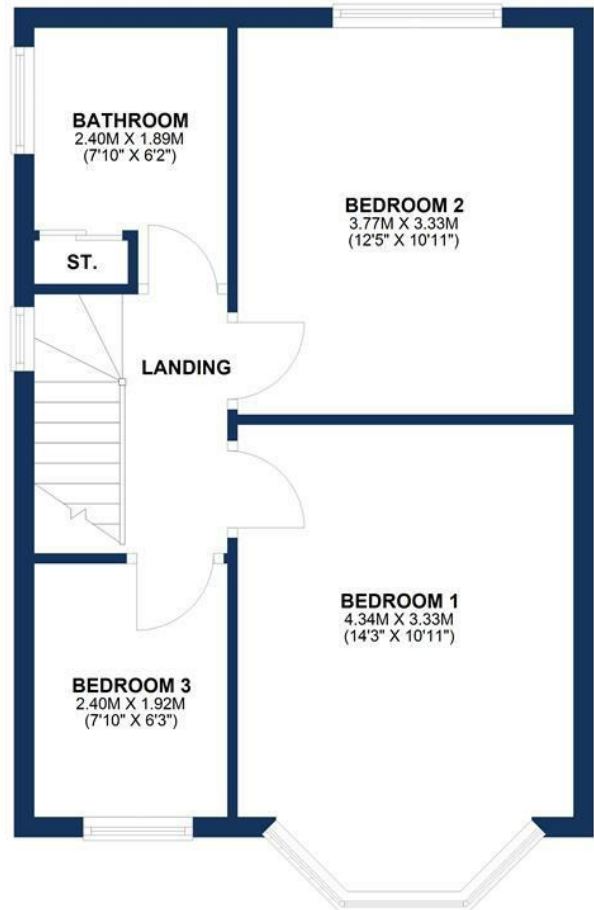 BATHROOM
2.40M X 1.89M
(7'10" X 6'2")
BEDROOM 2
3.77M X 3.33M
(12'5" X 10'11")
ST.
LANDING
BEDROOM 1
4.34M X 3.33M
(14'3" X 10'11")
BEDROOM 3
2.40M X 1.92M
(7'10" X 6'3")